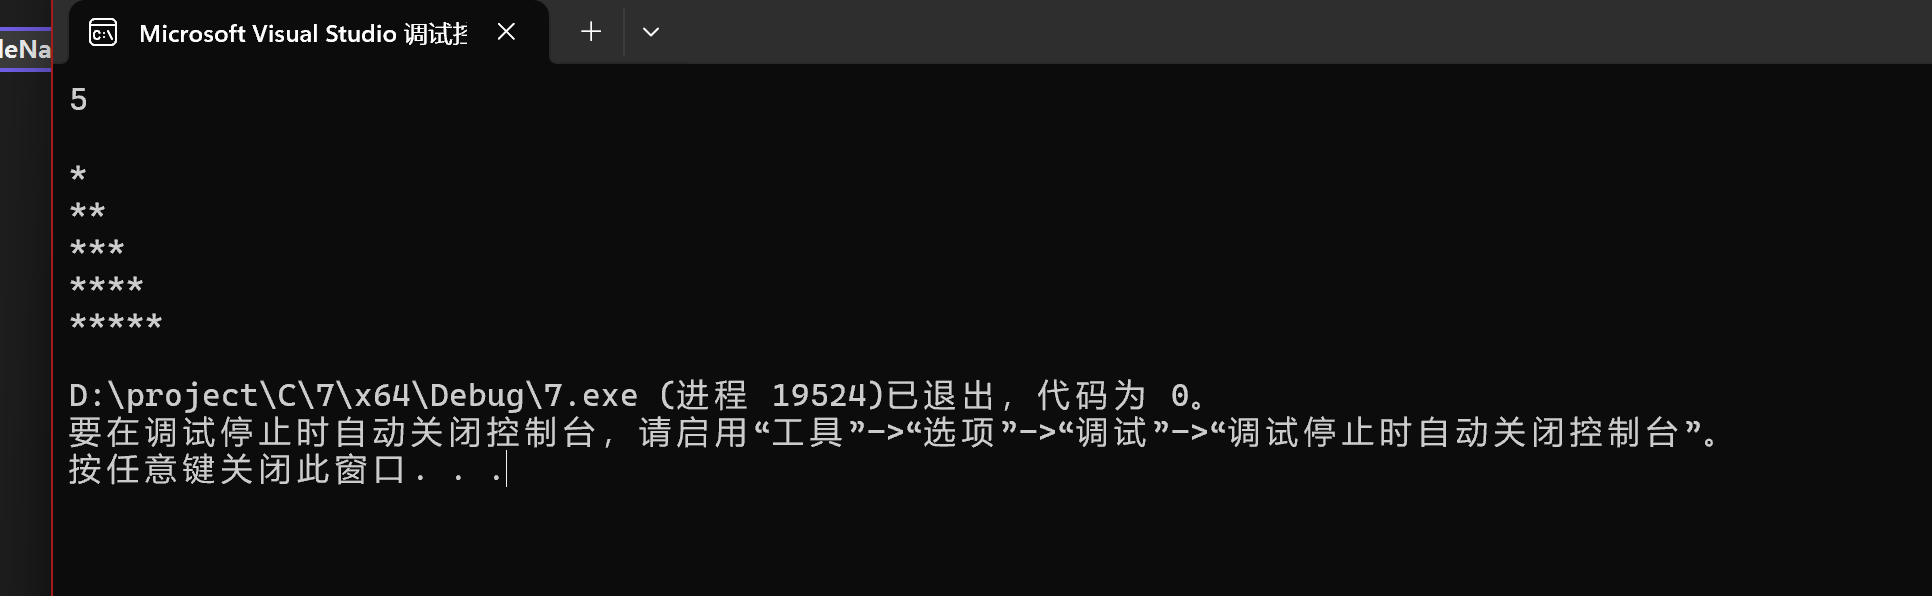 Microsoft Visual Studio 调试控
leNa
5
*
**
***
****
*****
D:\project\C\7\x64\Debug\7.exe (进程 19524)已退出，代码为 0。
要在调试停止时自动关闭控制台，请启用“工具”->“选项”->“调试”->“调试停止时自动关闭控制台”。
按任意键关闭此窗口. . .